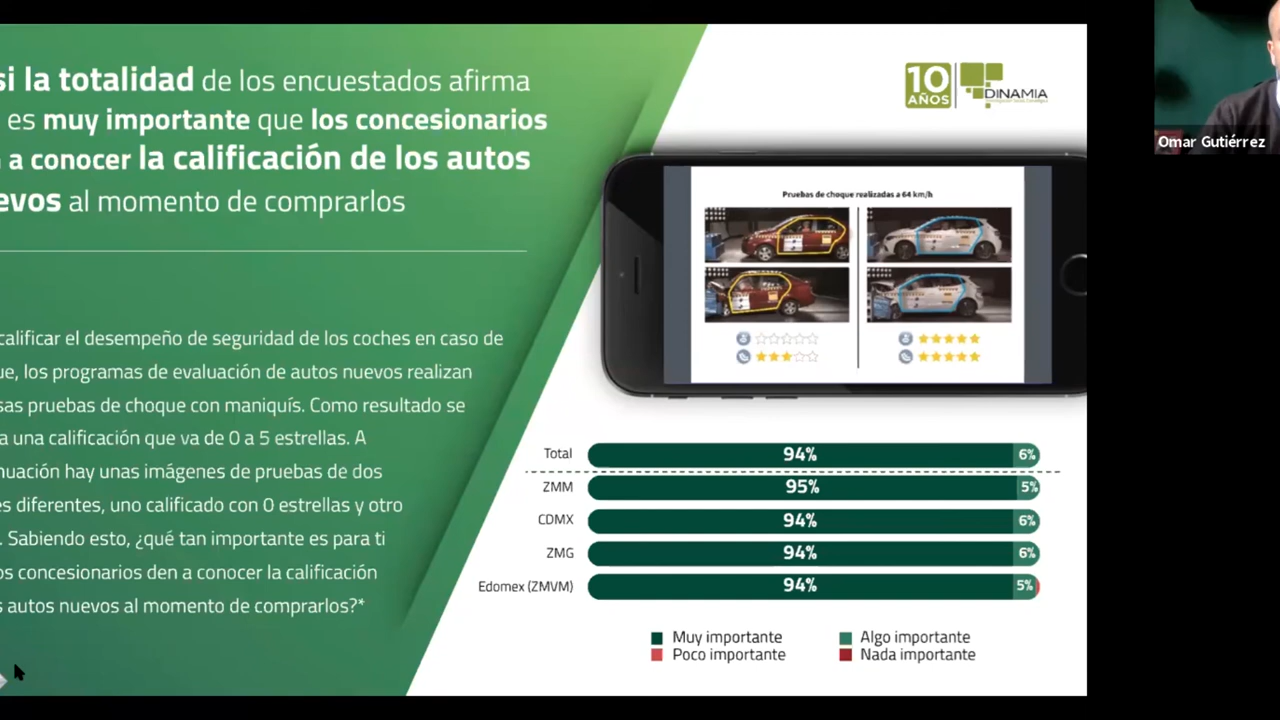 si la totalidad de los encuestados afirma
es muy importante que los concesionarios
a conocer la calificación de los autos
evos al momento de comprarlos
calificar el desempeño de seguridad de los coches en caso de
ue, los programas de evaluación de autos nuevos realizan
sas pruebas de choque con maniquís. Como resultado se
a una calificación que va de 0 a 5 estrellas. A
nuación hay unas imágenes de pruebas de dos
es diferentes, uno calificado con 0 estrellas y otro
. Sabiendo esto, ¿qué tan importante es para ti
os concesionarios den a conocer la calificación
s autos nuevos al momento de comprarlos?*
10 AÑOS
DINAMIA
Omar Gutiérrez
Pruebas de choque realizadas a 64 km/h
Total 94% 6%
ZMM 95% 5%
CDMX 94% 6%
ZMG 94% 6%
Edomex (ZMVM) 94% 5%
Muy importante Algo importante
Poco importante Nada importante